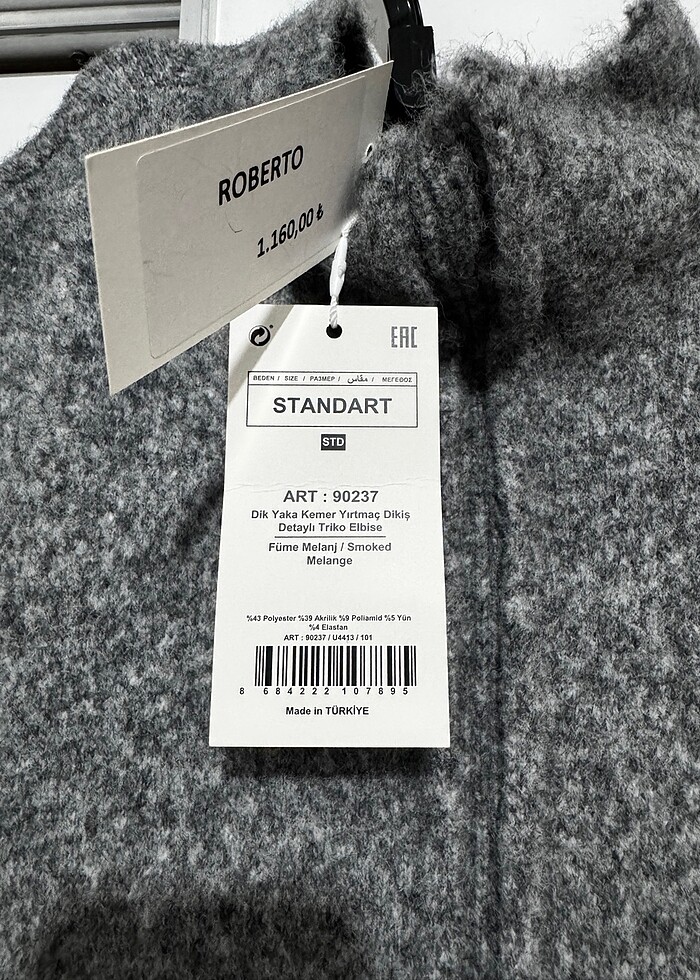 ROBERTO
1.160,00 ₺
EAC
BEDEN / SIZE / РАЗМЕР / مقاس / ΜΕΓΕΘΟΣ
STANDART
STD
ART : 90237
Dik Yaka Kemer Yırtmaç Dikiş
Detaylı Triko Elbise
Füme Melanj / Smoked
Melange
%43 Polyester %39 Akrilik %9 Poliamid %5 Yün
%4 Elastan
ART : 90237 / U4413 / 101
8 684222 107895
Made in TÜRKİYE